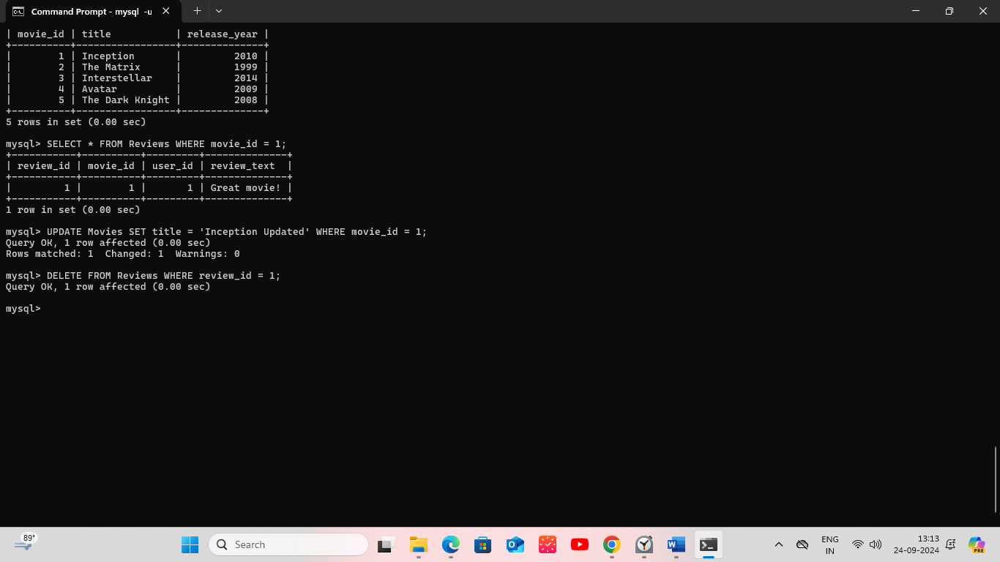 Command Prompt - mysql -u
| movie_id | title           | release_year |
+----------+-----------------+--------------+
|        1 | Inception       |         2010 |
|        2 | The Matrix      |         1999 |
|        3 | Interstellar    |         2014 |
|        4 | Avatar          |         2009 |
|        5 | The Dark Knight |         2008 |
+----------+-----------------+--------------+
5 rows in set (0.00 sec)
mysql> SELECT * FROM Reviews WHERE movie_id = 1;
+-----------+----------+---------+--------------+
| review_id | movie_id | user_id | review_text  |
+-----------+----------+---------+--------------+
|         1 |        1 |       1 | Great movie! |
+-----------+----------+---------+--------------+
1 row in set (0.00 sec)
mysql> UPDATE Movies SET title = 'Inception Updated' WHERE movie_id = 1;
Query OK, 1 row affected (0.00 sec)
Rows matched: 1  Changed: 1  Warnings: 0
mysql> DELETE FROM Reviews WHERE review_id = 1;
Query OK, 1 row affected (0.00 sec)
mysql>
89°
Search
ENG
IN
13:13
24-09-2024
PRE